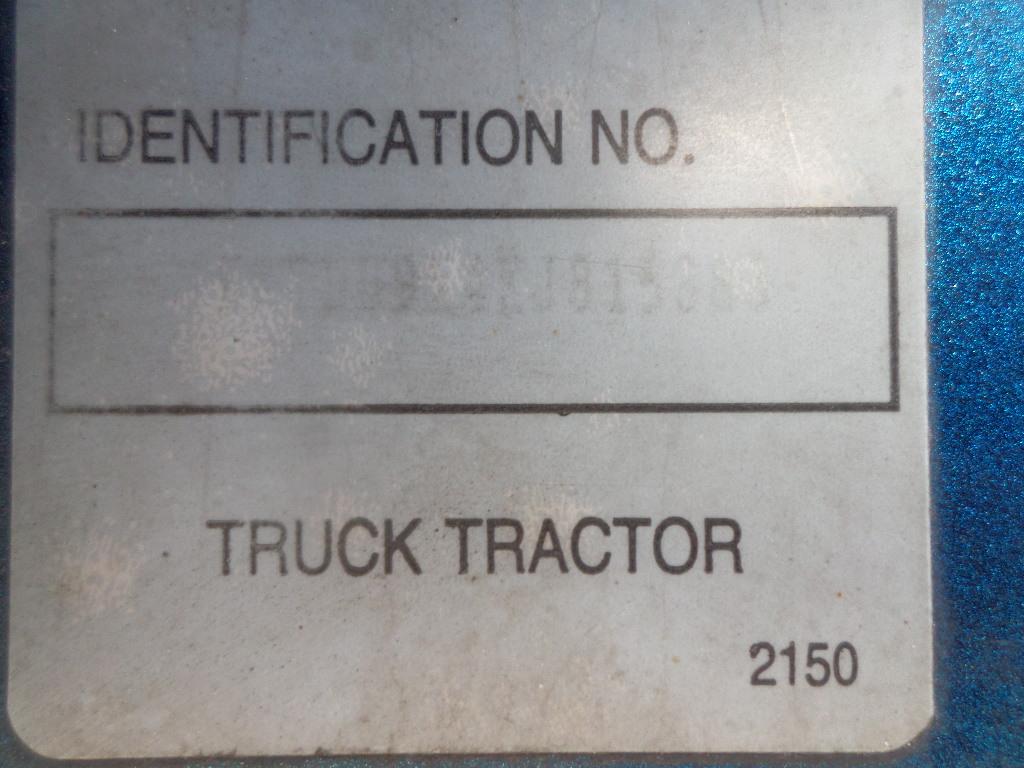 IDENTIFICATION NO.
TRUCK TRACTOR
2150